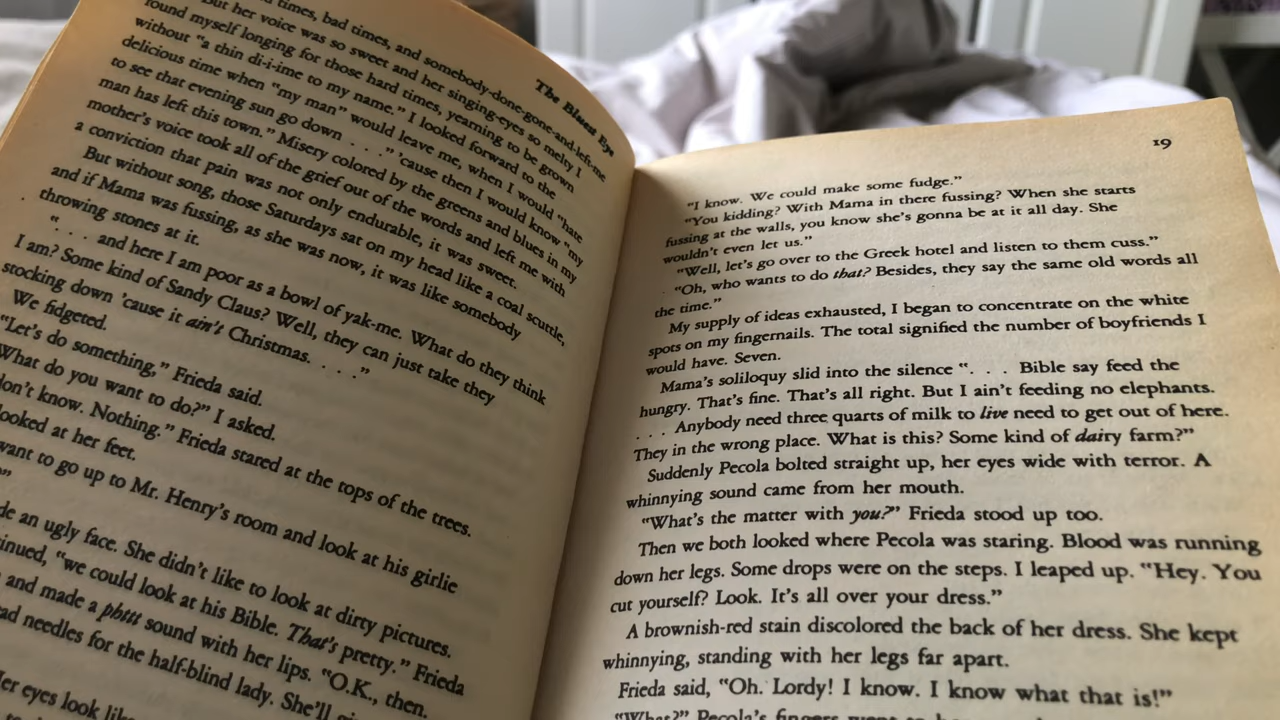 The Bluest Eye
times, bad times, and somebody-done-gone-and-left-me
But her voice was so sweet and her singing-eyes so melty I
found myself longing for those hard times, yearning to be grown
without "a thin di-i-ime to my name." I looked forward to the
delicious time when "my man" would leave me, when I would "hate
to see that evening sun go down . . ." 'cause then I would know "my
man has left this town." Misery colored by the greens and blues in my
mother's voice took all of the grief out of the words and left me with
a conviction that pain was not only endurable, it was sweet.
But without song, those Saturdays sat on my head like a coal scuttle,
and if Mama was fussing, as she was now, it was like somebody
throwing stones at it.
". . . and here I am poor as a bowl of yak-me. What do they think
I am? Some kind of Sandy Claus? Well, they can just take they
stocking down 'cause it ain't Christmas. . . ."
We fidgeted.
"Let's do something," Frieda said.
What do you want to do?" I asked.
don't know. Nothing." Frieda stared at the tops of the trees.
looked at her feet.
want to go up to Mr. Henry's room and look at his girlie
"
an ugly face. She didn't like to look at dirty pictures.
"we could look at his Bible. That's pretty." Frieda
and made a phttt sound with her lips. "O.K., then.
needles for the half-blind lady. She'll
eyes look
19
"I know. We could make some fudge."
"You kidding? With Mama in there fussing? When she starts
fussing at the walls, you know she's gonna be at it all day. She
wouldn't even let us."
"Well, let's go over to the Greek hotel and listen to them cuss."
"Oh, who wants to do that? Besides, they say the same old words all
the time."
My supply of ideas exhausted, I began to concentrate on the white
spots on my fingernails. The total signified the number of boyfriends I
would have. Seven.
Mama's soliloquy slid into the silence ". . . Bible say feed the
hungry. That's fine. That's all right. But I ain't feeding no elephants.
. . . Anybody need three quarts of milk to live need to get out of here.
They in the wrong place. What is this? Some kind of dairy farm?"
Suddenly Pecola bolted straight up, her eyes wide with terror. A
whinnying sound came from her mouth.
"What's the matter with you?" Frieda stood up too.
Then we both looked where Pecola was staring. Blood was running
down her legs. Some drops were on the steps. I leaped up. "Hey. You
cut yourself? Look. It's all over your dress."
A brownish-red stain discolored the back of her dress. She kept
whinnying, standing with her legs far apart.
Frieda said, "Oh. Lordy! I know. I know what that is!"
"What?" Pecola's fingers went to